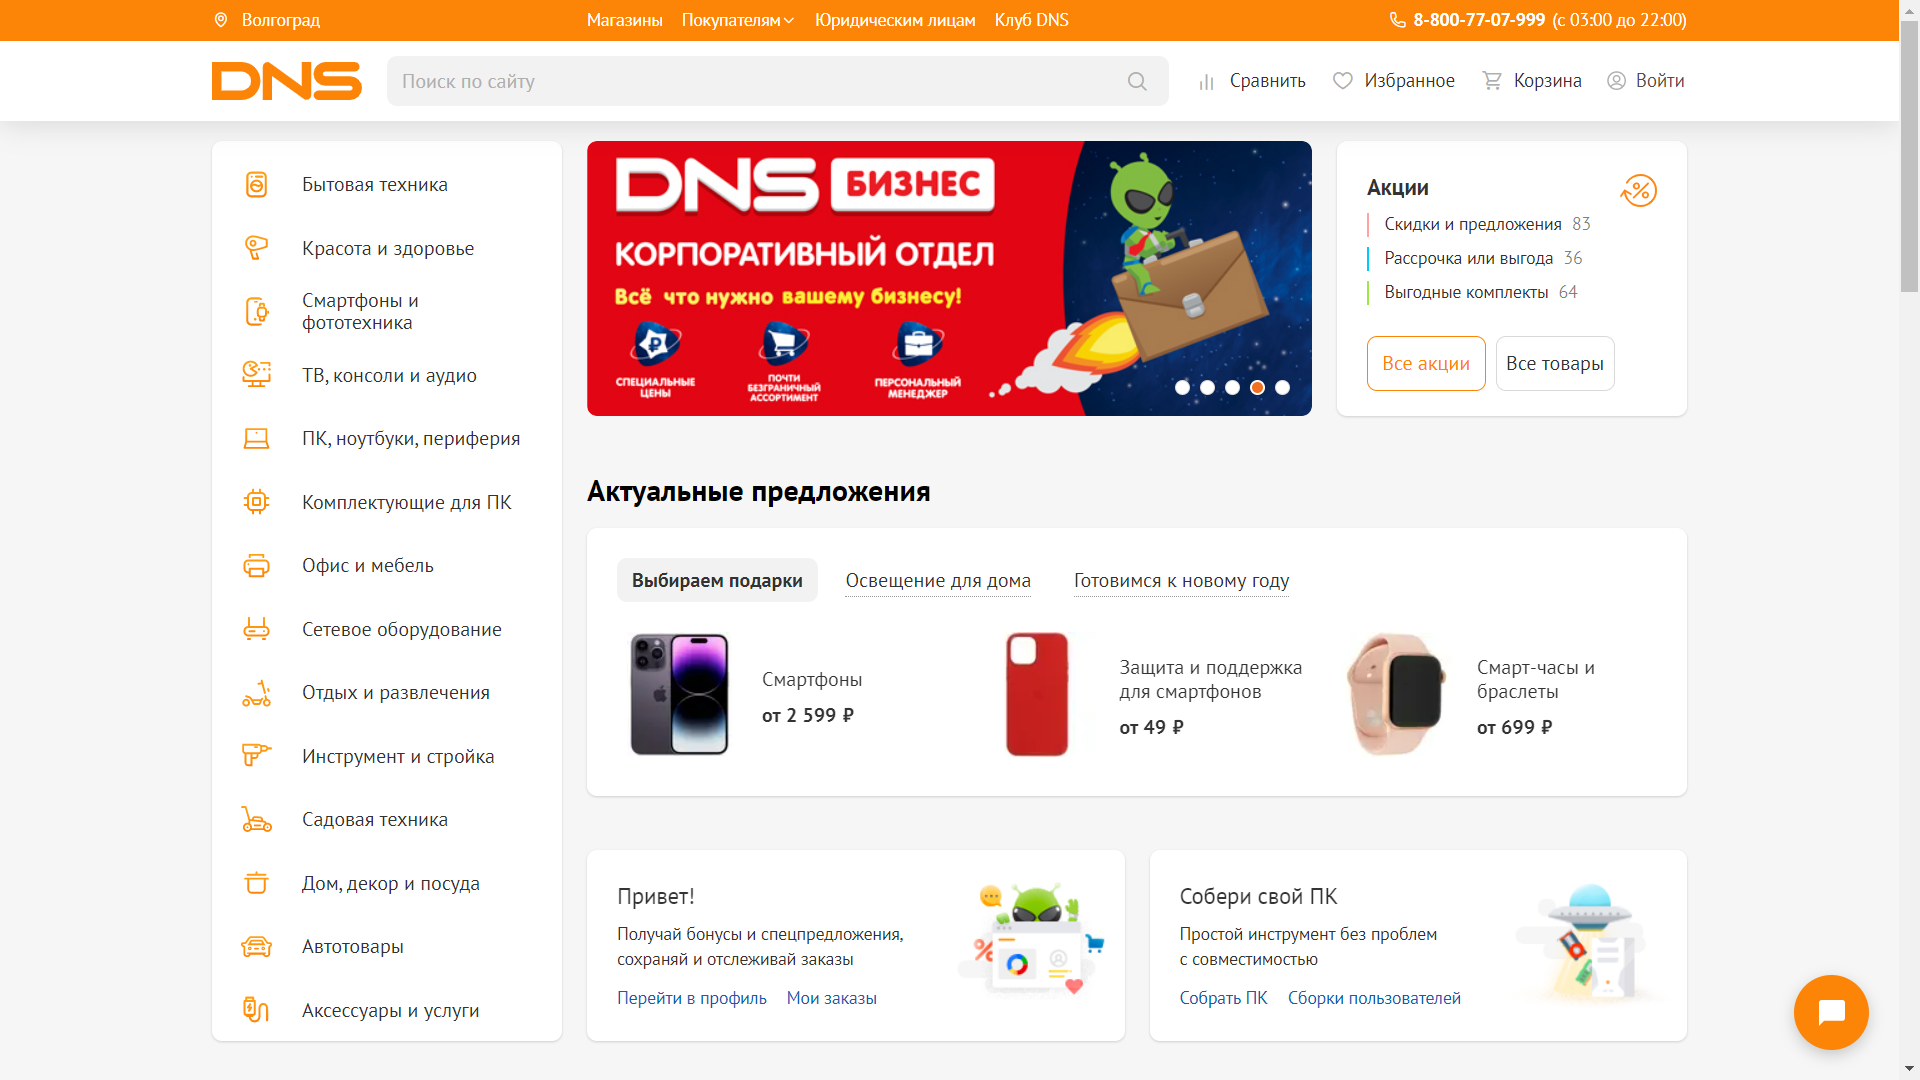 Волгоград
Магазины
Покупателям
Юридическим лицам
Клуб DNS
8-800-77-07-999 (с 03:00 до 22:00)
DNS
Поиск по сайту
Сравнить
Избранное
Корзина
Войти
Бытовая техника
Красота и здоровье
Смартфоны и
фототехника
ТВ, консоли и аудио
ПК, ноутбуки, периферия
Комплектующие для ПК
Офис и мебель
Сетевое оборудование
Отдых и развлечения
Инструмент и стройка
Садовая техника
Дом, декор и посуда
Автотовары
Аксессуары и услуги
DNS БИЗНЕС
КОРПОРАТИВНЫЙ ОТДЕЛ
Всё что нужно вашему бизнесу!
СПЕЦИАЛЬНЫЕ
ЦЕНЫ
ПОЧТИ
БЕЗГРАНИЧНЫЙ
АССОРТИМЕНТ
ПЕРСОНАЛЬНЫЙ
МЕНЕДЖЕР
Акции
Скидки и предложения 83
Рассрочка или выгода 36
Выгодные комплекты 64
Все акции
Все товары
Актуальные предложения
Выбираем подарки
Освещение для дома
Готовимся к новому году
Смартфоны
от 2 599 ₽
Защита и поддержка
для смартфонов
от 49 ₽
Смарт-часы и
браслеты
от 699 ₽
Привет!
Получай бонусы и спецпредложения,
сохраняй и отслеживай заказы
Перейти в профиль
Мои заказы
Собери свой ПК
Простой инструмент без проблем
с совместимостью
Собрать ПК
Сборки пользователей